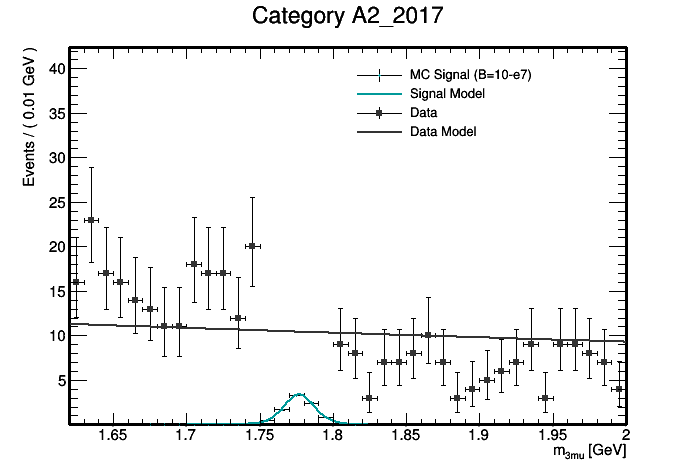 Category A2_2017
Events / ( 0.01 GeV )
40
35
30
25
20
15
10
5
MC Signal (B=10-e7)
Signal Model
Data
Data Model
1.65 1.7 1.75 1.8 1.85 1.9 1.95 2
m3mu [GeV]